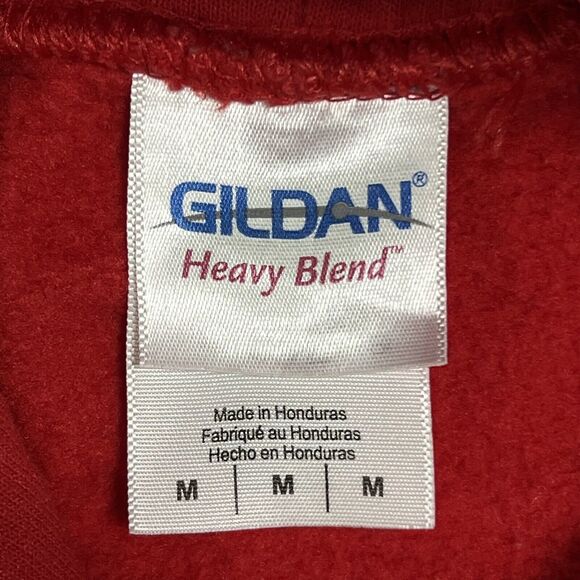 GILDAN®
Heavy Blend™
Made in Honduras
Fabriqué au Honduras
Hecho en Honduras
M | M | M